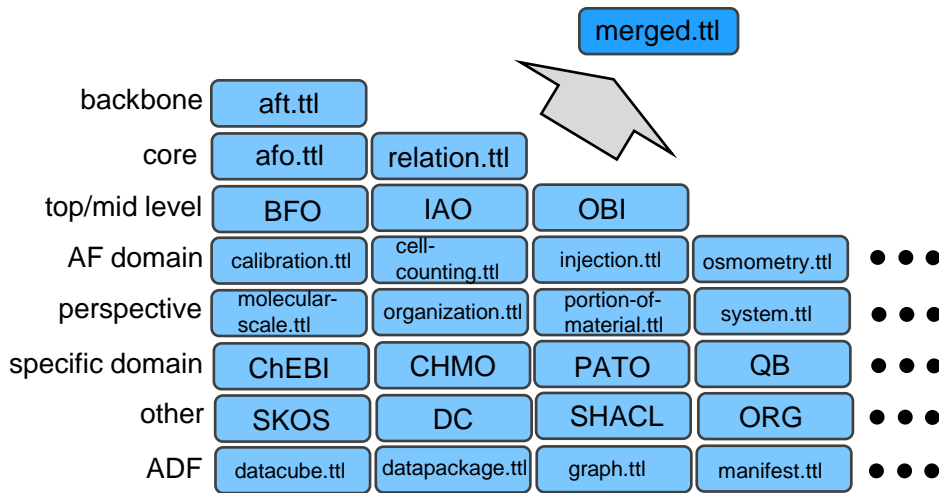 merged.ttl
backbone aft.ttl
core afo.ttl relation.ttl
top/mid level BFO IAO OBI
AF domain calibration.ttl cell-
counting.ttl injection.ttl osmometry.ttl
perspective molecular-
scale.ttl organization.ttl portion-of-
material.ttl system.ttl
specific domain ChEBI CHMO PATO QB
other SKOS DC SHACL ORG
ADF datacube.ttl datapackage.ttl graph.ttl manifest.ttl